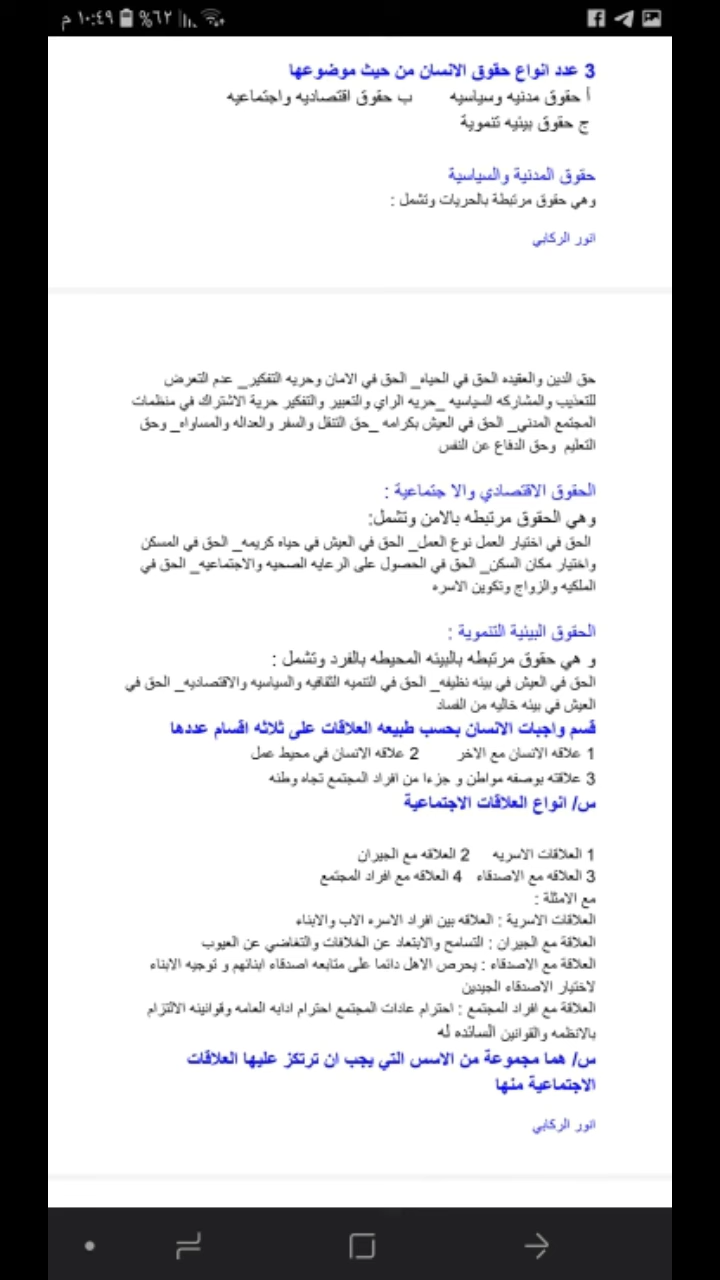 ١٠:٤٩ م %٦٢
3 عدد انواع حقوق الانسان من حيث موضوعها
أ حقوق مدنيه وسياسيه ب حقوق اقتصاديه واجتماعيه
ج حقوق بيئيه تنموية
حقوق المدنية والسياسية
وهي حقوق مرتبطة بالحريات وتشمل :
انور الركابي
حق الدين والعقيده الحق في الحياه_ الحق في الامان وحريه التفكير_ عدم التعرض
للتعذيب والمشاركه السياسيه _حريه الراي والتعبير والتفكير حرية الاشتراك في منظمات
المجتمع المدني_ الحق في العيش بكرامه _حق التنقل والسفر والعداله والمساواه_ وحق
التعليم وحق الدفاع عن النفس
الحقوق الاقتصادي والا جتماعية :
وهي الحقوق مرتبطه بالامن وتشمل:
الحق في اختيار العمل نوع العمل_ الحق في العيش في حياه كريمه_ الحق في المسكن
واختيار مكان السكن_ الحق في الحصول على الرعايه الصحيه والاجتماعيه_ الحق في
الملكيه والزواج وتكوين الاسره
الحقوق البيئية التنموية :
و هي حقوق مرتبطه بالبيئه المحيطه بالفرد وتشمل :
الحق في العيش في بيئه نظيفه_ الحق في التنميه الثقافيه والسياسيه والاقتصاديه_ الحق في
العيش في بيئه خاليه من الفساد
قسم واجبات الانسان بحسب طبيعه العلاقات على ثلاثه اقسام عددها
1 علاقه الانسان مع الاخر 2 علاقه الانسان في محيط عمل
3 علاقته بوصفه مواطن و جزءا من افراد المجتمع تجاه وطنه
س/ انواع العلاقات الاجتماعية
1 العلاقات الاسريه 2 العلاقه مع الجيران
3 العلاقه مع الاصدقاء 4 العلاقه مع افراد المجتمع
مع الامثلة :
العلاقات الاسرية : العلاقه بين افراد الاسره الاب والابناء
العلاقة مع الجيران : التسامح والابتعاد عن الخلافات والتغاضي عن العيوب
العلاقة مع الاصدقاء : يحرص الاهل دائما على متابعه اصدقاء ابنائهم و توجيه الابناء
لاختيار الاصدقاء الجيدين
العلاقة مع افراد المجتمع : احترام عادات المجتمع احترام ادابه العامه وقوانينه الالتزام
بالانظمه والقوانين السائده له
س/ هما مجموعة من الاسس التي يجب ان ترتكز عليها العلاقات
الاجتماعية منها
انور الركابي